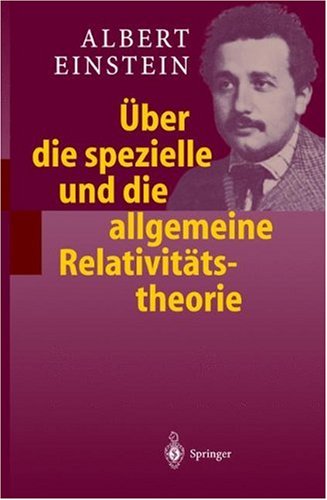 ALBERT
EINSTEIN
Über
die spezielle
und die
allgemeine
Relativitäts-
theorie
Springer